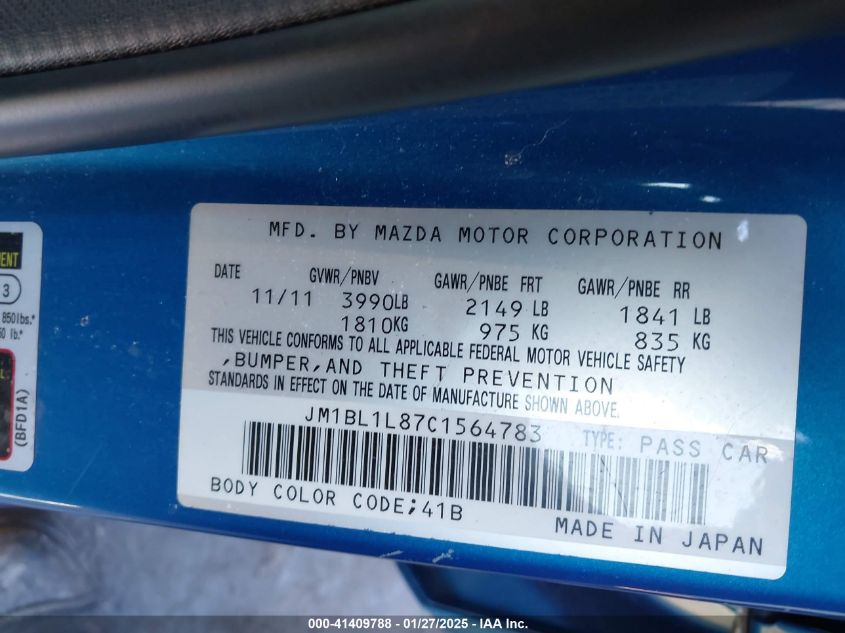 MFD. BY MAZDA MOTOR CORPORATION
DATE GVWR/PNBV GAWR/PNBE FRT GAWR/PNBE RR
11/11 3990LB 2149 LB 1841 LB
1810KG 975 KG 835 KG
THIS VEHICLE CONFORMS TO ALL APPLICABLE FEDERAL MOTOR VEHICLE SAFETY
,BUMPER,AND THEFT PREVENTION
STANDARDS IN EFFECT ON THE DATE OF MANUFACTURE SHOWN ABOVE.
JM1BL1L87C1564783 TYPE: PASS CAR
BODY COLOR CODE;41B
MADE IN JAPAN
3
850lbs.*
lb.*
(BFD1A)
000-41409788 - 01/27/2025 - IAA, Inc.